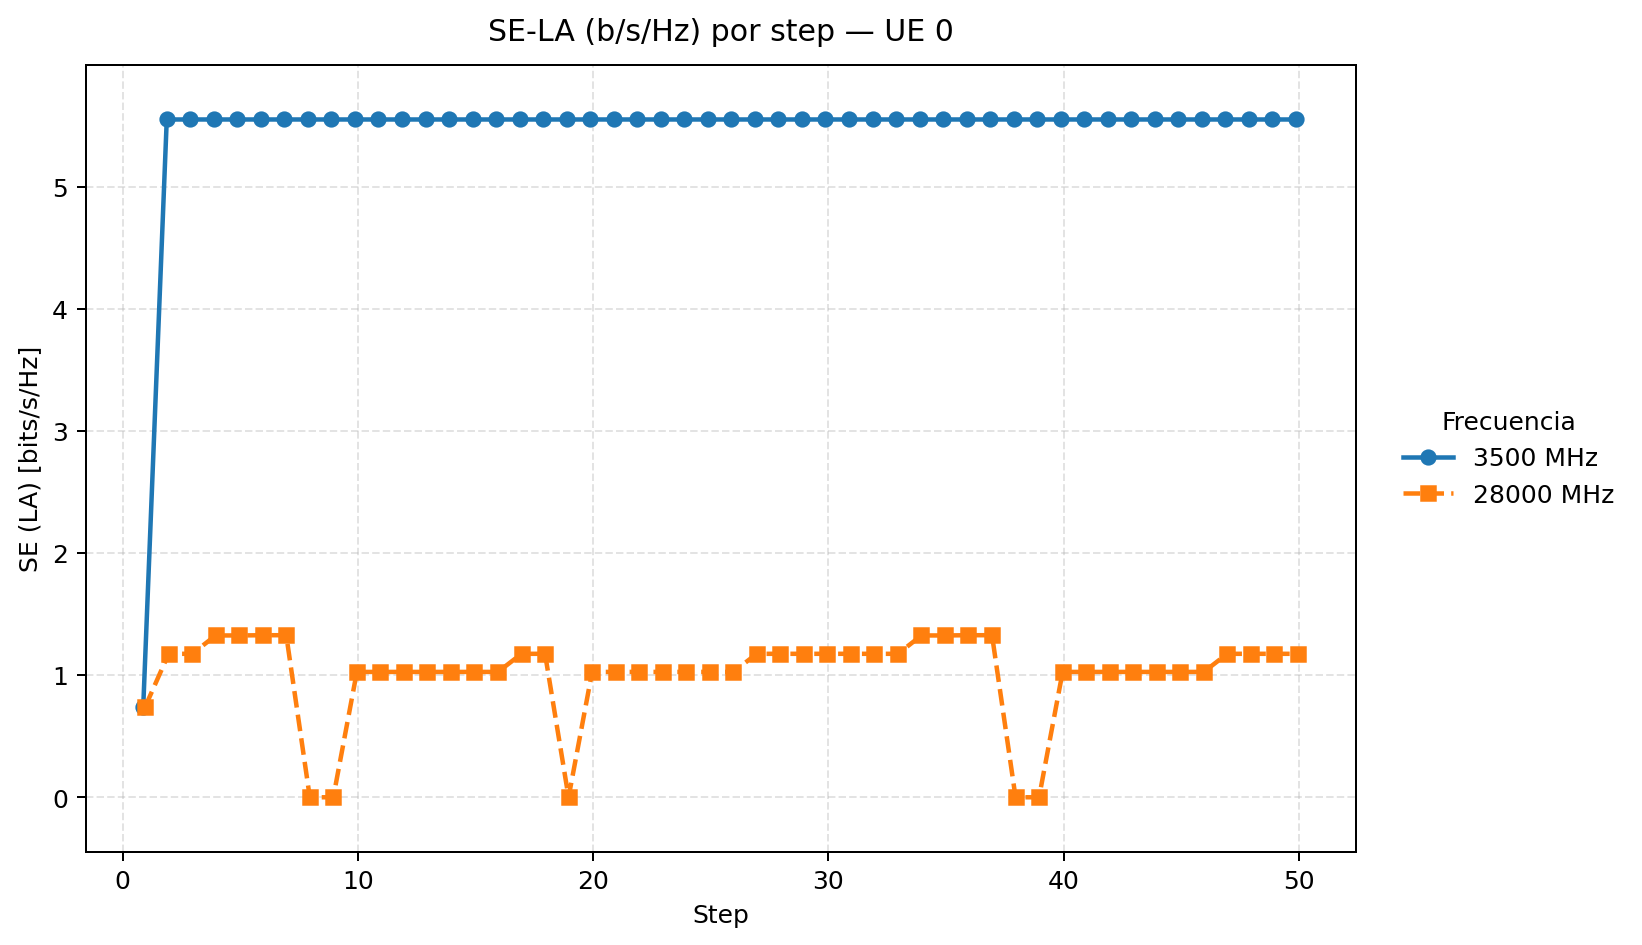 SE-LA (b/s/Hz) por step — UE 0
SE (LA) [bits/s/Hz]
5
4
3
2
1
0
0 10 20 30 40 50
Step
Frecuencia
3500 MHz
28000 MHz